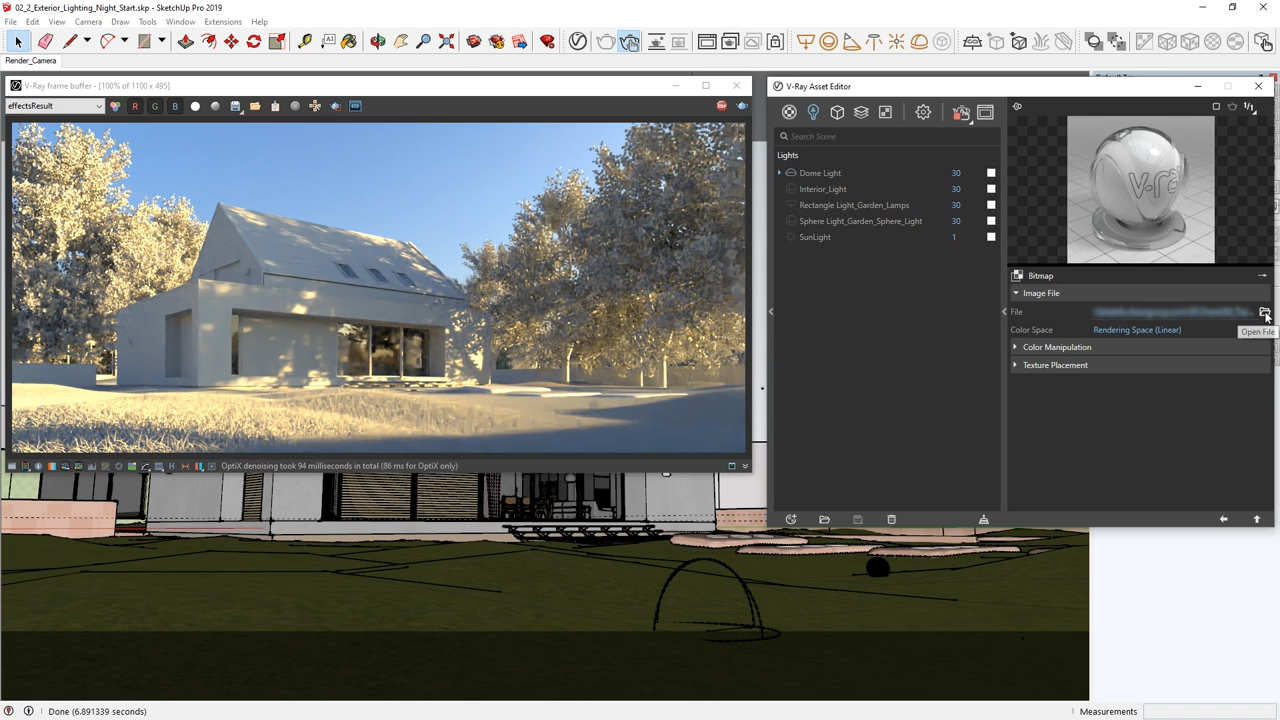 02_2_Exterior_Lighting_Night_Start.skp - SketchUp Pro 2019
File Edit View Camera Draw Tools Window Extensions Help
Render_Camera
V-Ray frame buffer - [100% of 1100 x 495]
effectsResult
R G B
STOP
OptiX denoising took 94 milliseconds in total (86 ms for OptiX only)
V-Ray Asset Editor
Search Scene
Lights
Dome Light 30
Interior_Light 30
Rectangle Light_Garden_Lamps 30
Sphere Light_Garden_Sphere_Light 30
SunLight 1
1/1
Bitmap
Image File
File
Color Space Rendering Space (Linear)
Open File
Color Manipulation
Texture Placement
Done (6.891339 seconds)
Measurements